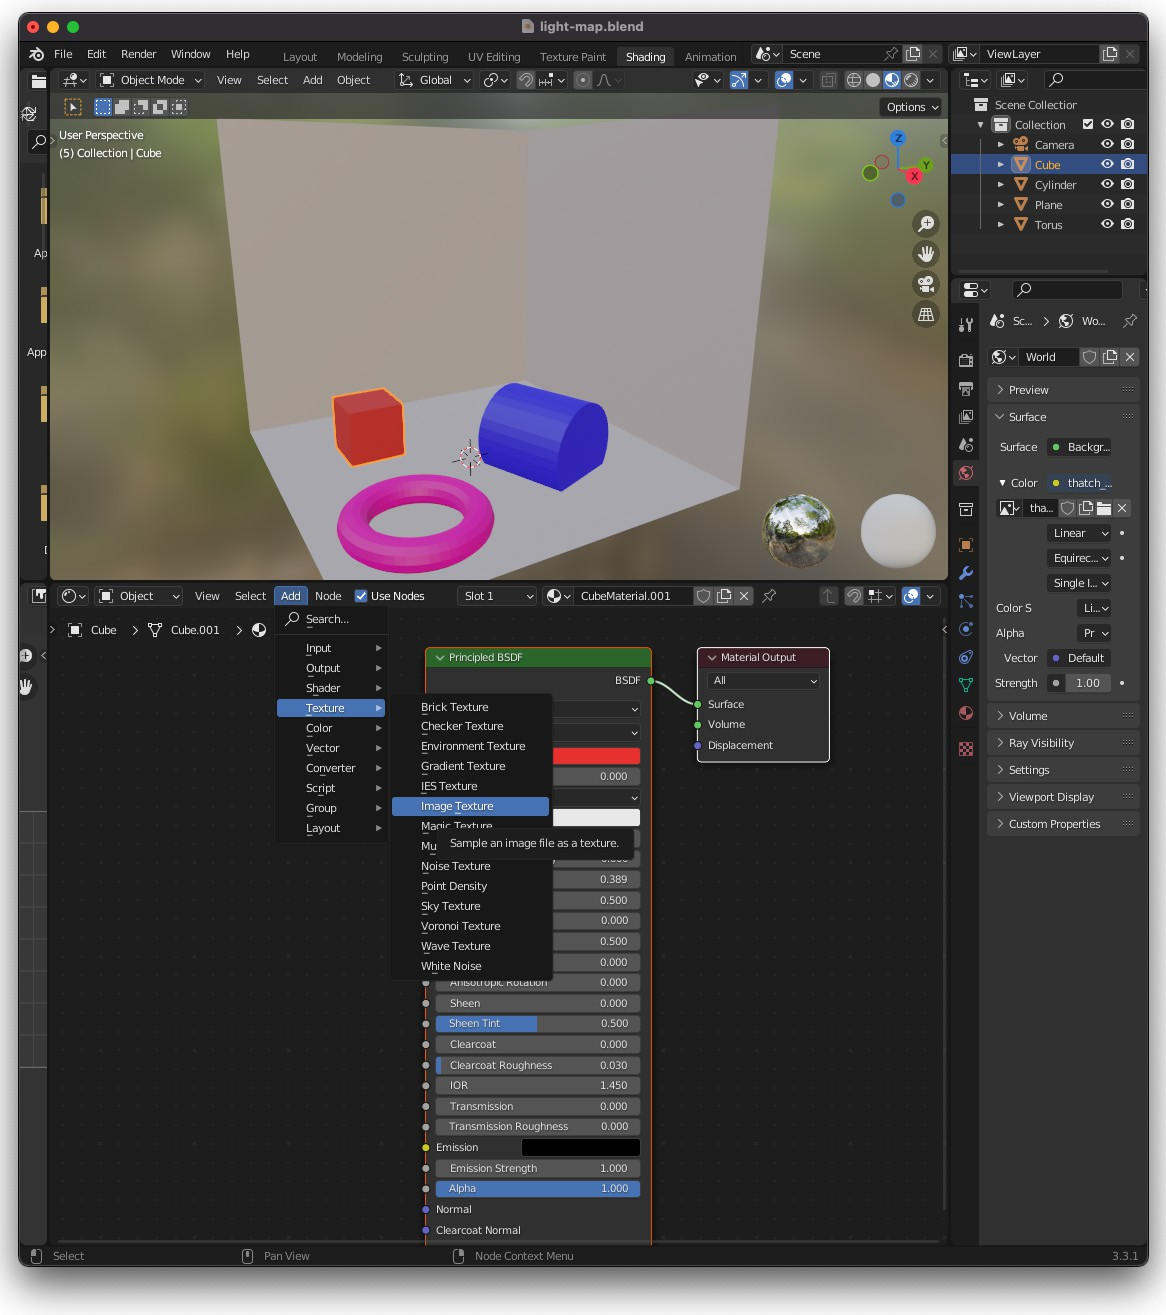 light-map.blend
File Edit Render Window Help Layout Modeling Sculpting UV Editing Texture Paint Shading Animation Scene ViewLayer
Object Mode View Select Add Object Global
Options
User Perspective
(5) Collection | Cube
Z
Y
X
Ap
App
Scene Collection
Collection
Camera
Cube
Cylinder
Plane
Torus
Sc... > Wo...
World
Preview
Surface
Surface Backgr...
Color thatch_...
tha...
Linear
Equirec...
Single I...
Color S Li...
Alpha Pr
Vector Default
Strength 1.00
Volume
Ray Visibility
Settings
Viewport Display
Custom Properties
Object View Select Add Node Use Nodes Slot 1 CubeMaterial.001
Cube > Cube.001 >
Search...
Input
Output
Shader
Texture
Color
Vector
Converter
Script
Group
Layout
Brick Texture
Checker Texture
Environment Texture
Gradient Texture
IES Texture
Image Texture
Magic Texture
Mu
Sample an image file as a texture.
Noise Texture
Point Density
Sky Texture
Voronoi Texture
Wave Texture
White Noise
Principled BSDF
BSDF
0.000
0.389
0.500
0.000
0.500
0.000
Anisotropic Rotation 0.000
Sheen 0.000
Sheen Tint 0.500
Clearcoat 0.000
Clearcoat Roughness 0.030
IOR 1.450
Transmission 0.000
Transmission Roughness 0.000
Emission
Emission Strength 1.000
Alpha 1.000
Normal
Clearcoat Normal
Material Output
All
Surface
Volume
Displacement
Select Pan View Node Context Menu 3.3.1